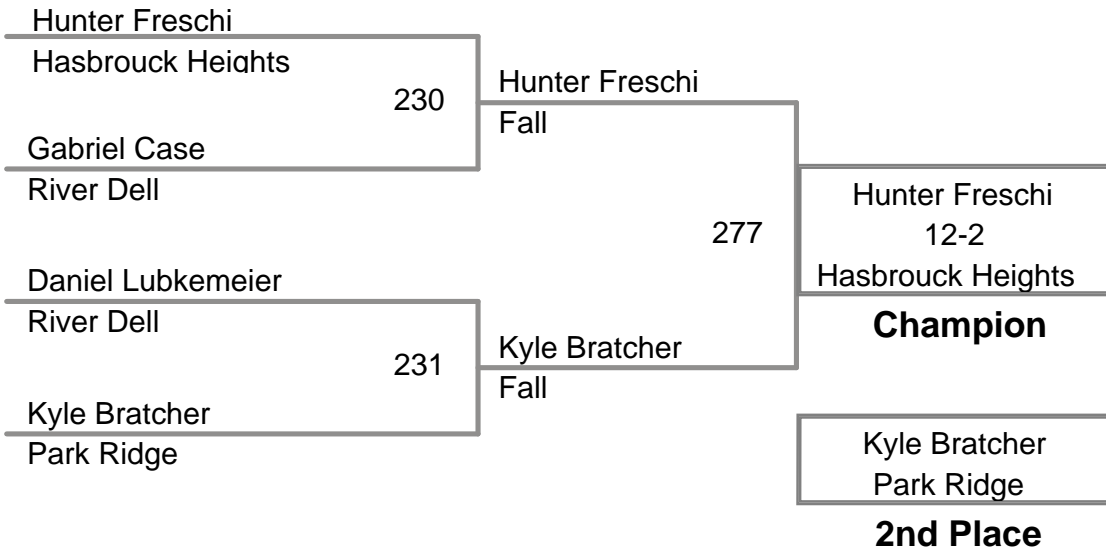 Hunter Freschi
Hasbrouck Heights
230
Gabriel Case
River Dell
Hunter Freschi
Fall
Daniel Lubkemeier
River Dell
231
Kyle Bratcher
Park Ridge
Kyle Bratcher
Fall
277
Hunter Freschi
12-2
Hasbrouck Heights
Champion
Kyle Bratcher
Park Ridge
2nd Place